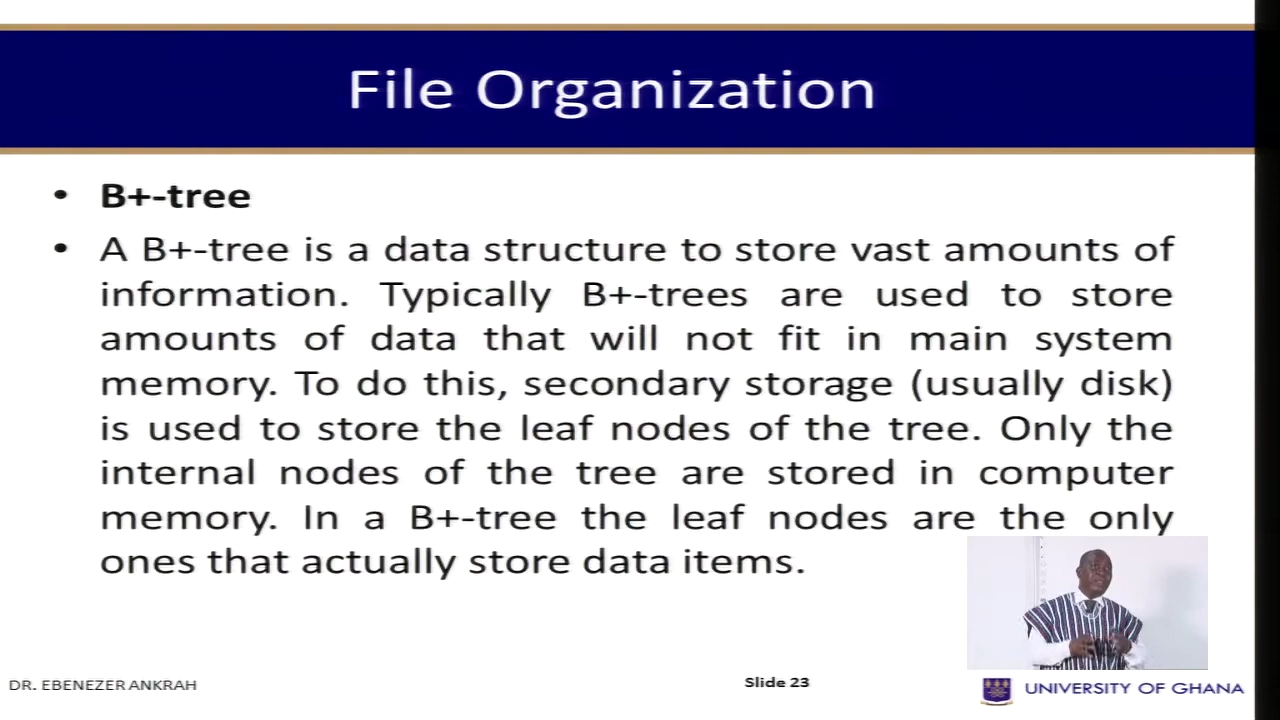 File Organization
• B+-tree
• A B+-tree is a data structure to store vast amounts of
information. Typically B+-trees are used to store
amounts of data that will not fit in main system
memory. To do this, secondary storage (usually disk)
is used to store the leaf nodes of the tree. Only the
internal nodes of the tree are stored in computer
memory. In a B+-tree the leaf nodes are the only
ones that actually store data items.
DR. EBENEZER ANKRAH
Slide 23
UNIVERSITY OF GHANA